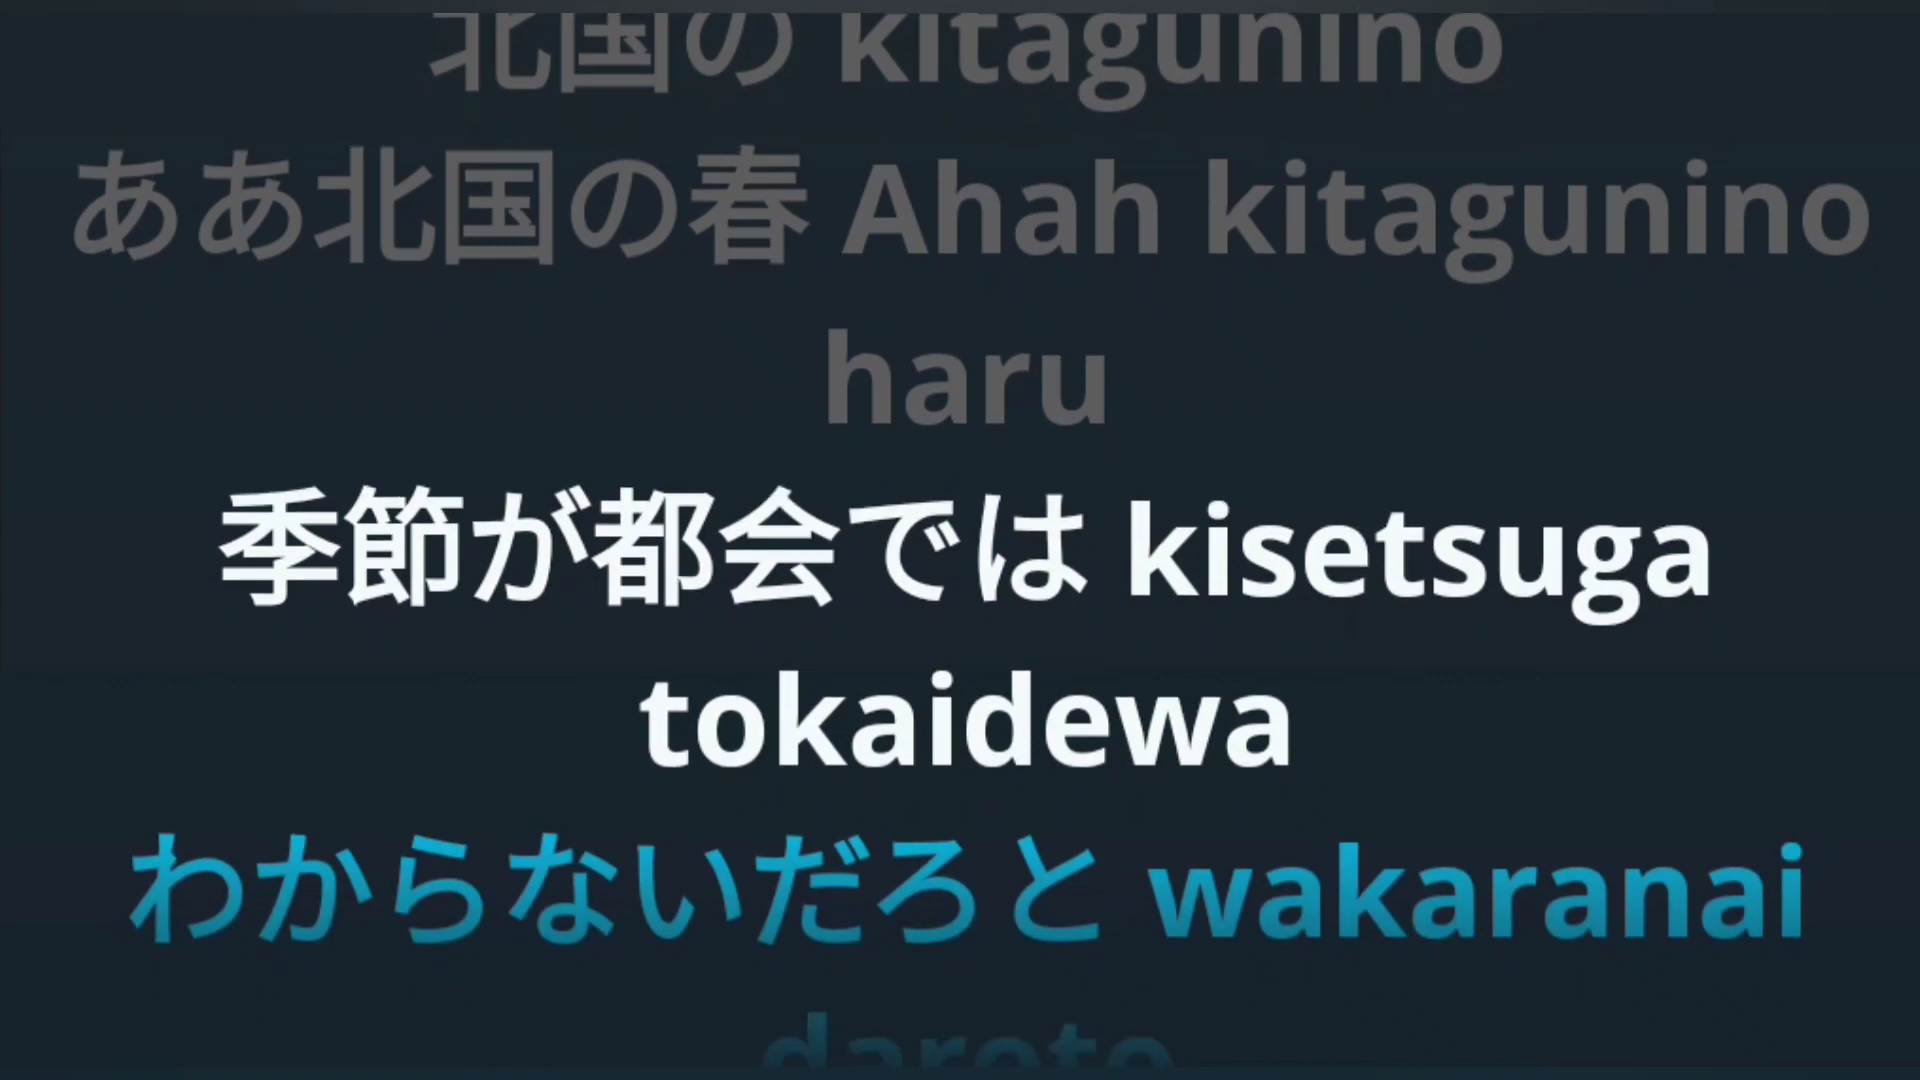 北国の kitagunino
ああ北国の春 Ahah kitagunino
haru
季節が都会では kisetsuga
tokaidewa
わからないだろと wakaranai
daroto